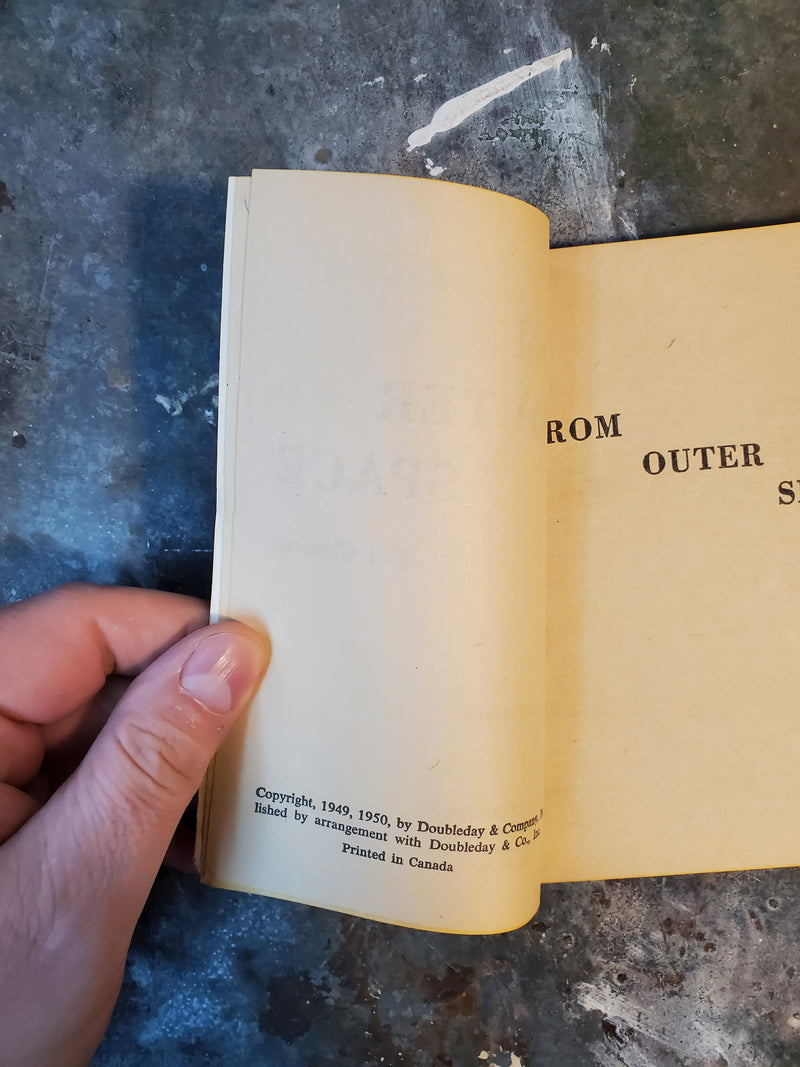 Copyright, 1949, 1950, by Doubleday & Company,
lished by arrangement with Doubleday & Co., Inc.
Printed in Canada
ROM
OUTER